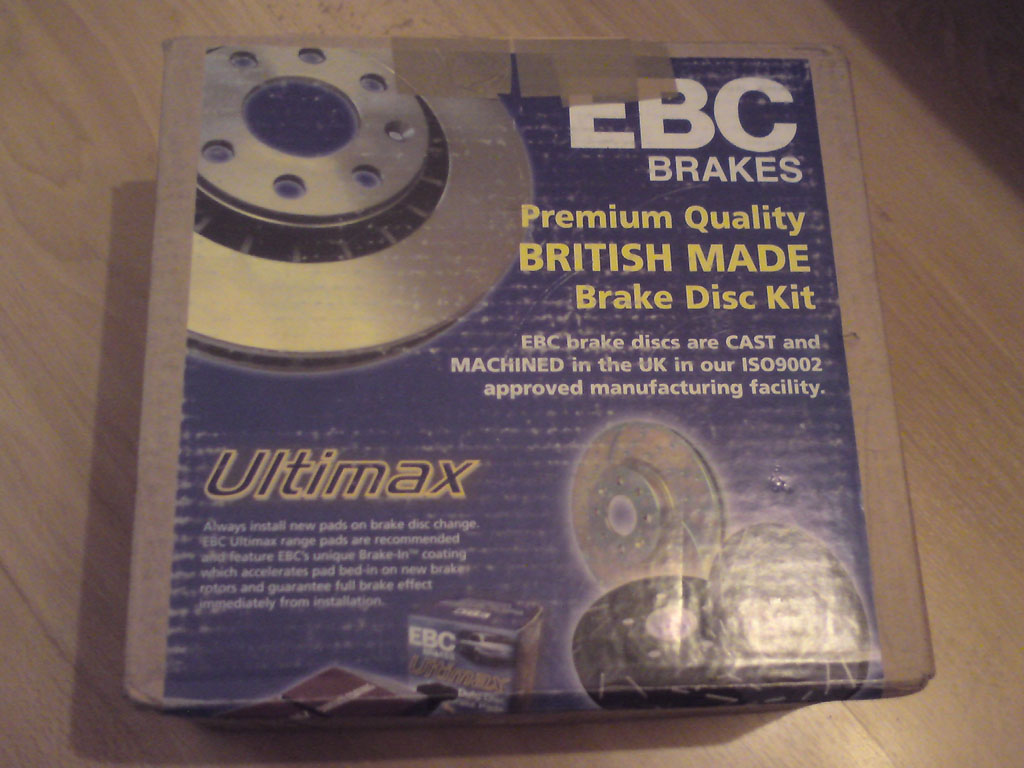 EBC
BRAKES
Premium Quality
BRITISH MADE
Brake Disc Kit
EBC brake discs are CAST and
MACHINED in the UK in our ISO9002
approved manufacturing facility.
Ultimax
Always install new pads on brake disc change.
EBC Ultimax range pads are recommended
and feature EBC's unique Brake-In™ coating
which accelerates pad bed-in on new brake
rotors and guarantee full brake effect
immediately from installation.
EBC
Ultimax